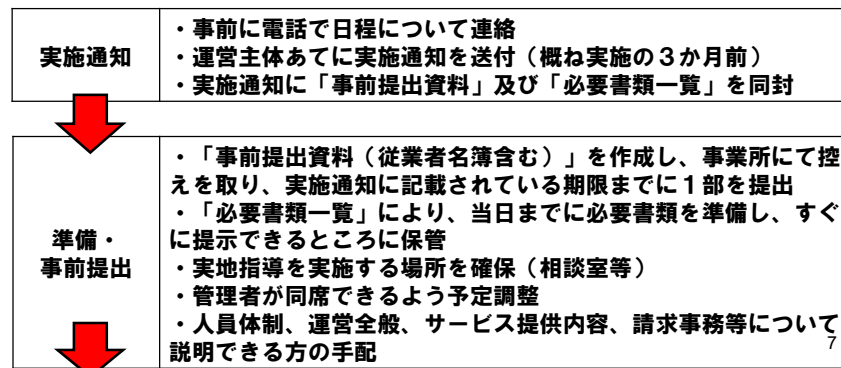 実施通知
・事前に電話で日程について連絡
・運営主体あてに実施通知を送付（概ね実施の３か月前）
・実施通知に「事前提出資料」及び「必要書類一覧」を同封
準備・
事前提出
・「事前提出資料（従業者名簿含む）」を作成し、事業所にて控
えを取り、実施通知に記載されている期限までに１部を提出
・「必要書類一覧」により、当日までに必要書類を準備し、すぐ
に提示できるところに保管
・実地指導を実施する場所を確保（相談室等）
・管理者が同席できるよう予定調整
・人員体制、運営全般、サービス提供内容、請求事務等について
説明できる方の手配
7